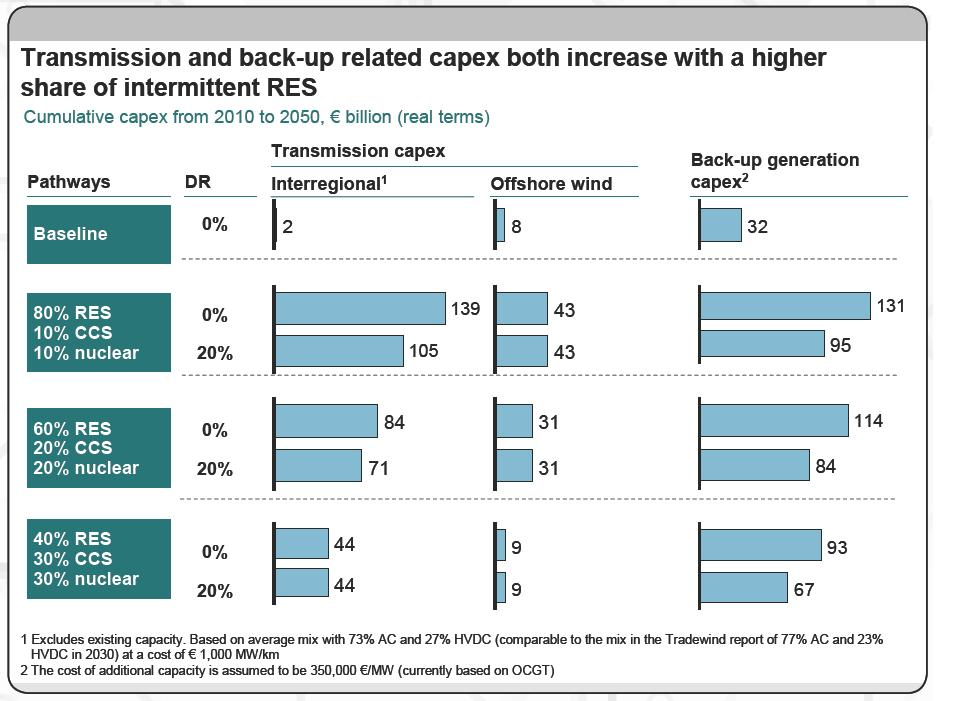 Transmission and back-up related capex both increase with a higher
share of intermittent RES
Cumulative capex from 2010 to 2050, € billion (real terms)
Transmission capex
Pathways DR Interregional1 Offshore wind
Back-up generation
capex2
Baseline 0% 2 8 32
80% RES
10% CCS
10% nuclear
0% 139 43 131
20% 105 43 95
60% RES
20% CCS
20% nuclear
0% 84 31 114
20% 71 31 84
40% RES
30% CCS
30% nuclear
0% 44 9 93
20% 44 9 67
1 Excludes existing capacity. Based on average mix with 73% AC and 27% HVDC (comparable to the mix in the Tradewind report of 77% AC and 23%
HVDC in 2030) at a cost of € 1,000 MW/km
2 The cost of additional capacity is assumed to be 350,000 €/MW (currently based on OCGT)